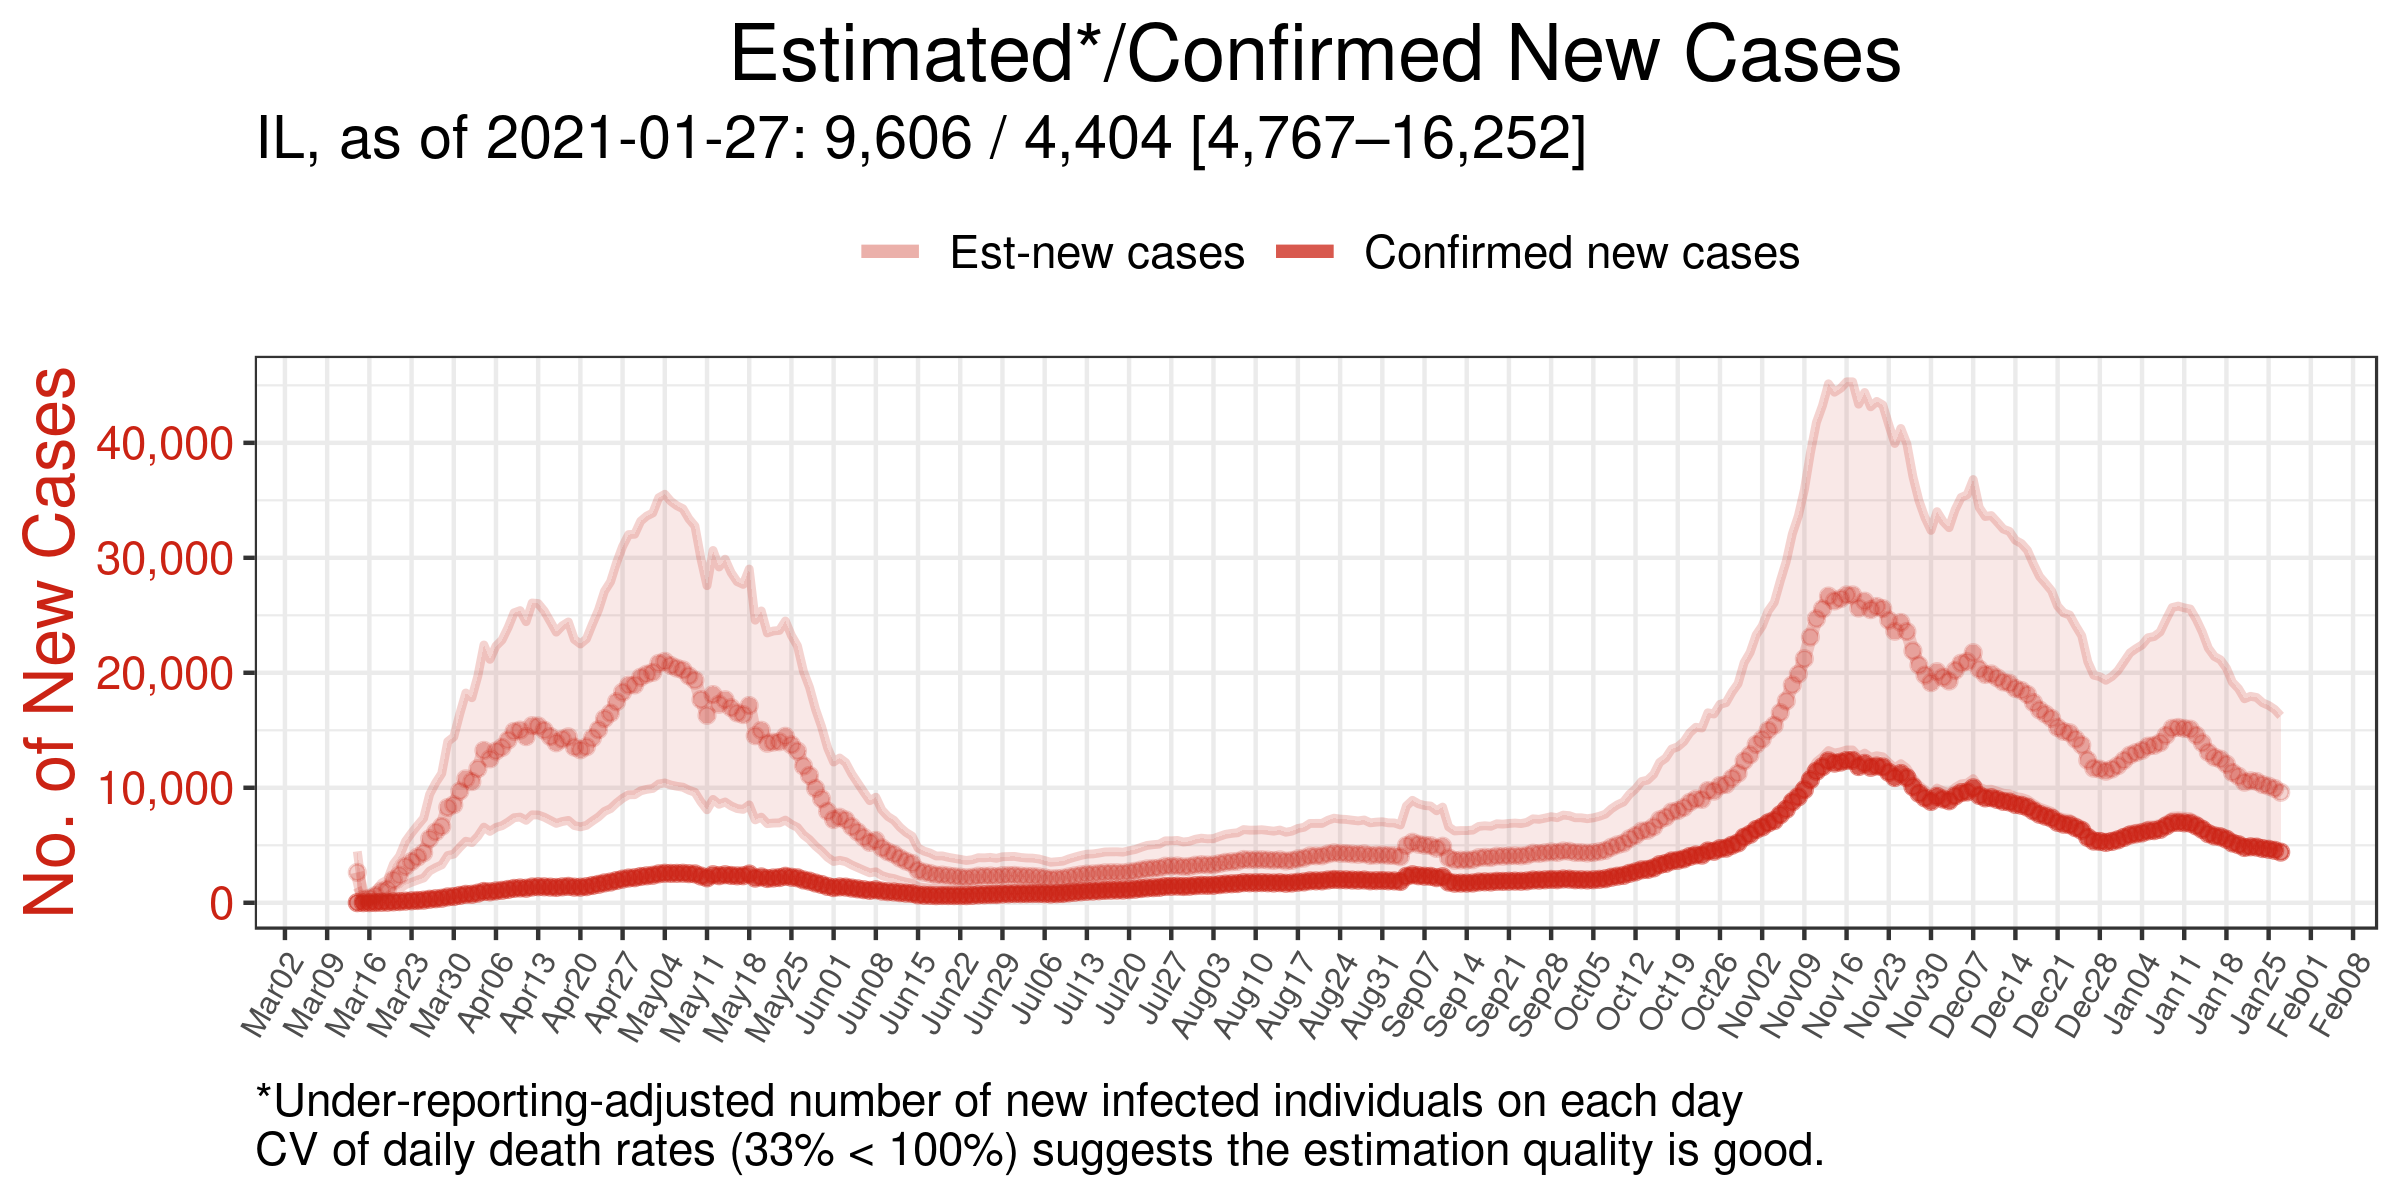 Estimated*/Confirmed New Cases
IL, as of 2021-01-27: 9,606 / 4,404 [4,767–16,252]
Est-new cases
Confirmed new cases
No. of New Cases
40,000
30,000
20,000
10,000
0
Mar02
Mar09
Mar16
Mar23
Mar30
Apr06
Apr13
Apr20
Apr27
May04
May11
May18
May25
Jun01
Jun08
Jun15
Jun22
Jun29
Jul06
Jul13
Jul20
Jul27
Aug03
Aug10
Aug17
Aug24
Aug31
Sep07
Sep14
Sep21
Sep28
Oct05
Oct12
Oct19
Oct26
Nov02
Nov09
Nov16
Nov23
Nov30
Dec07
Dec14
Dec21
Dec28
Jan04
Jan11
Jan18
Jan25
Feb01
Feb08
*Under-reporting-adjusted number of new infected individuals on each day
CV of daily death rates (33% < 100%) suggests the estimation quality is good.